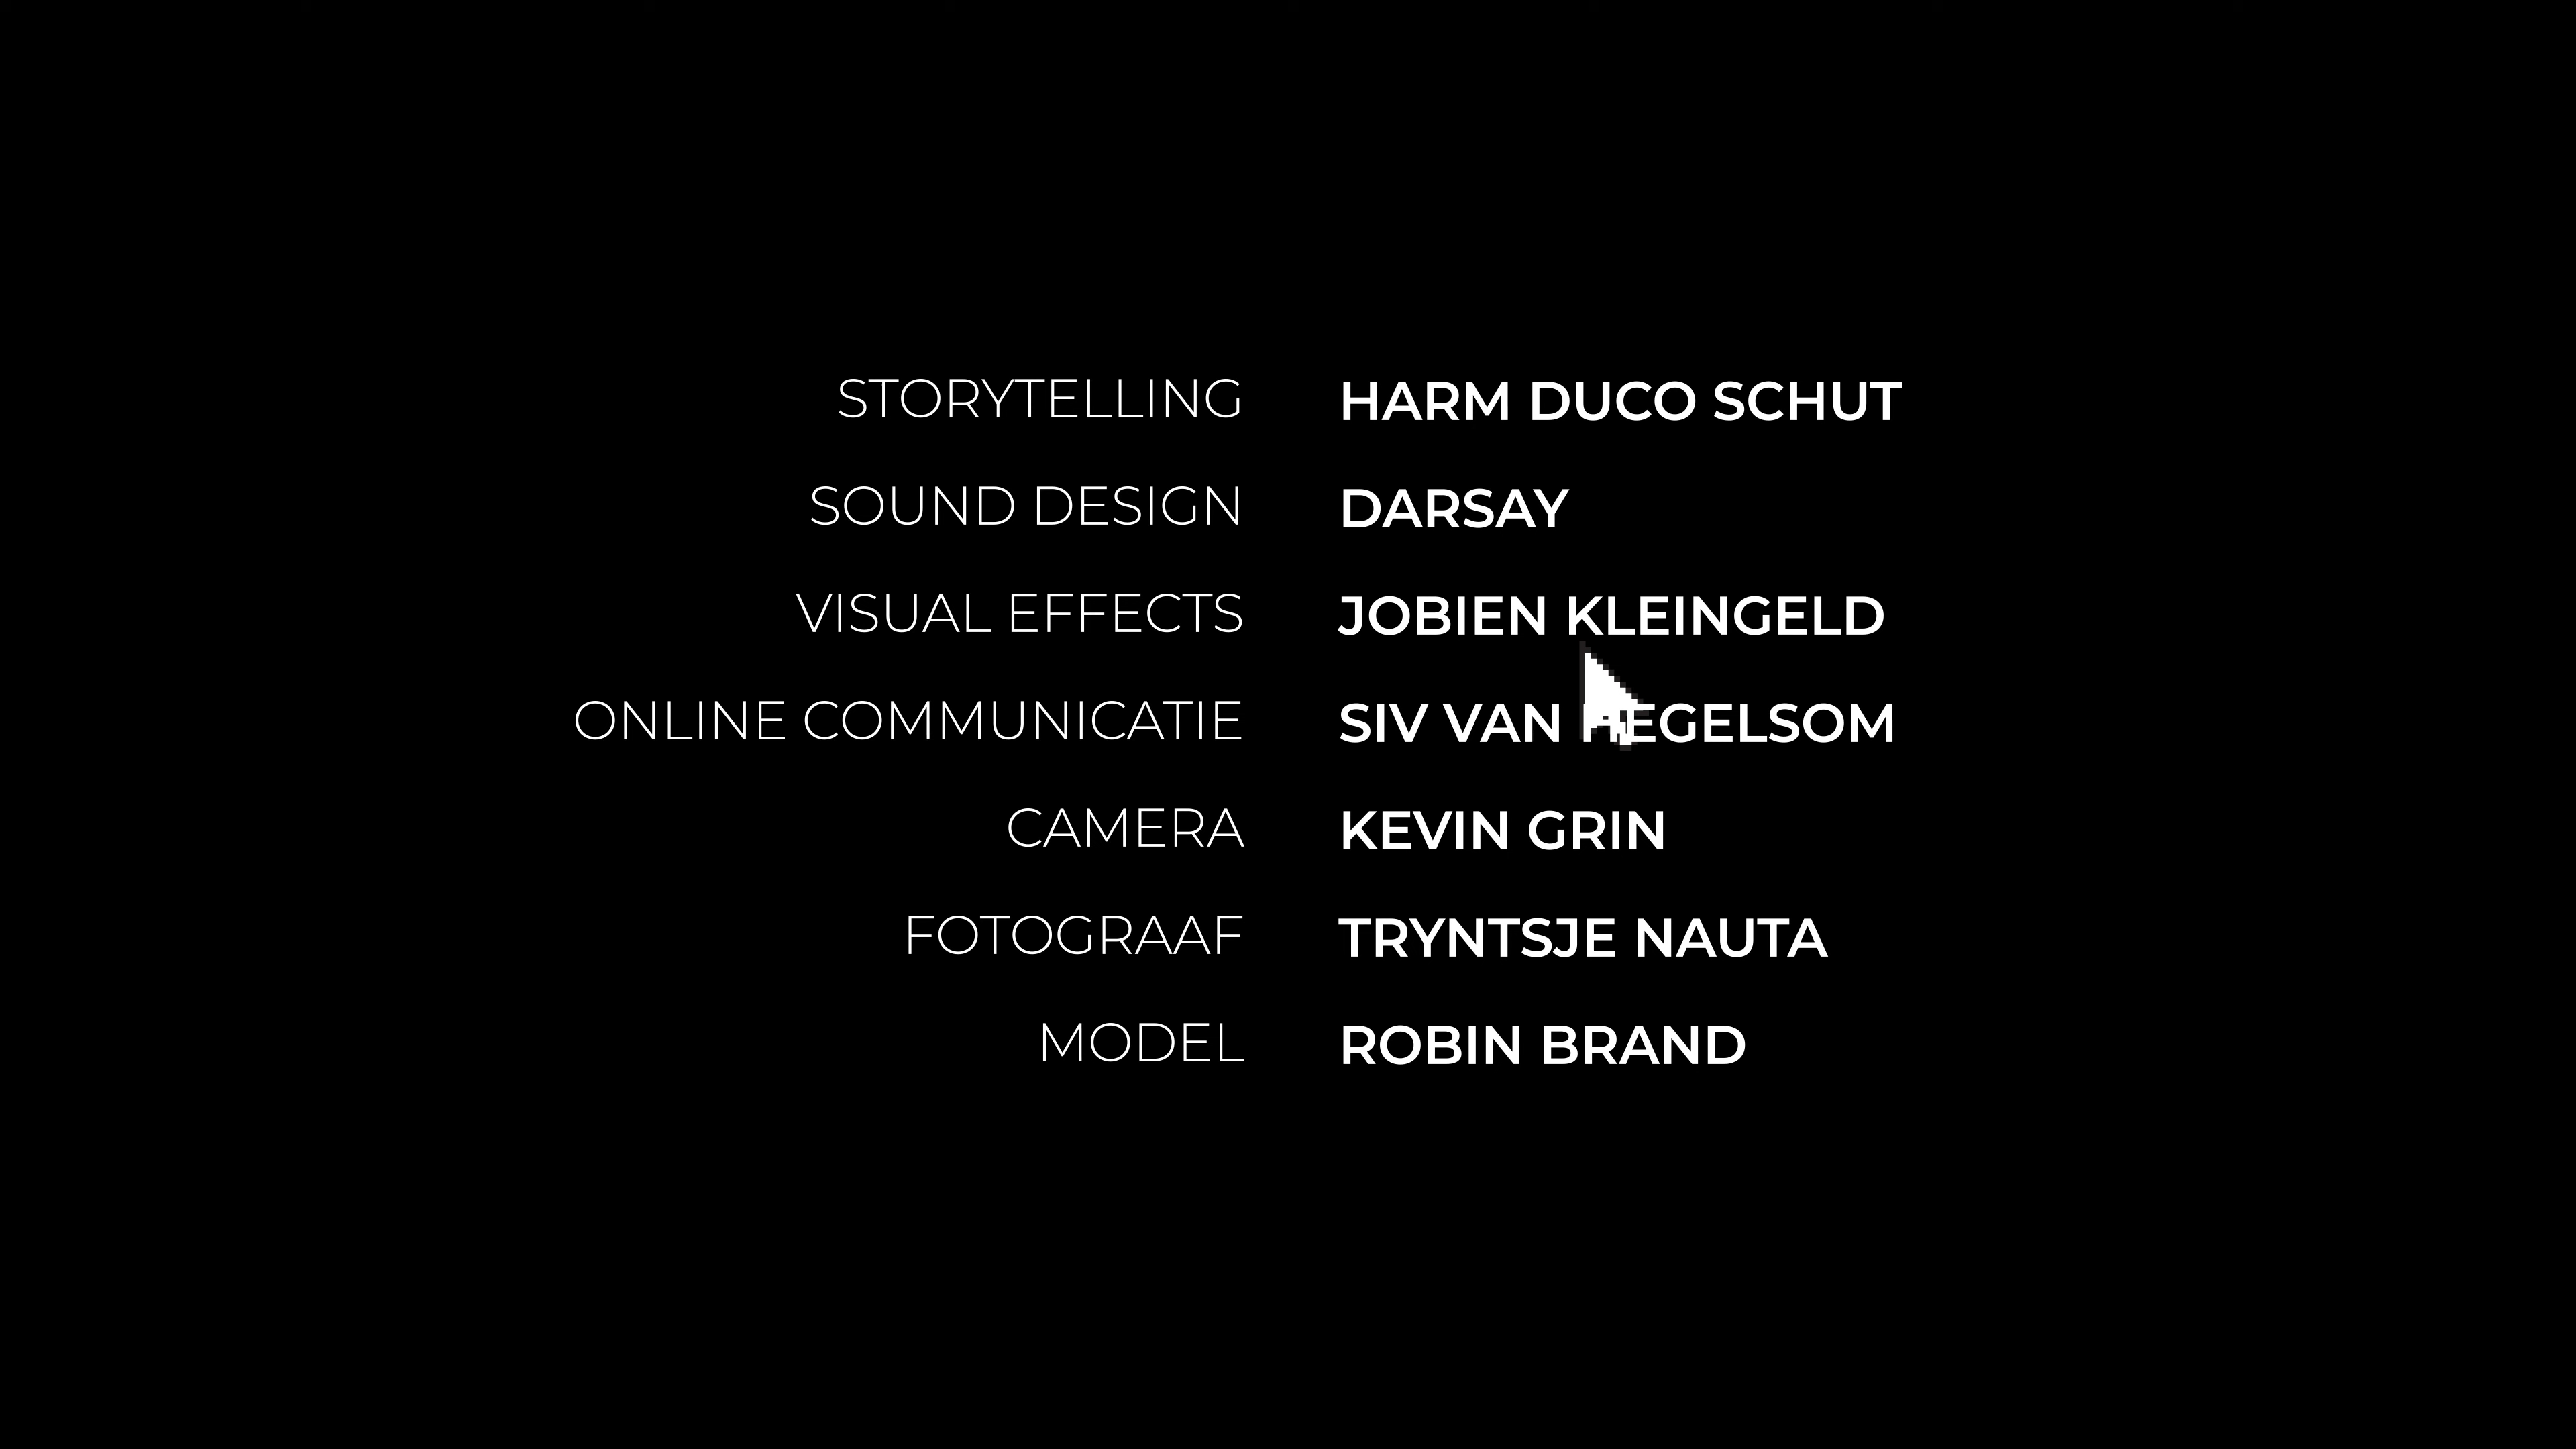 STORYTELLING HARM DUCO SCHUT
SOUND DESIGN DARSAY
VISUAL EFFECTS JOBIEN KLEINGELD
ONLINE COMMUNICATIE SIV VAN
CAMERA KEVIN GRIN
FOTOGRAAF TRYNTSJE NAUTA
MODEL ROBIN BRAND